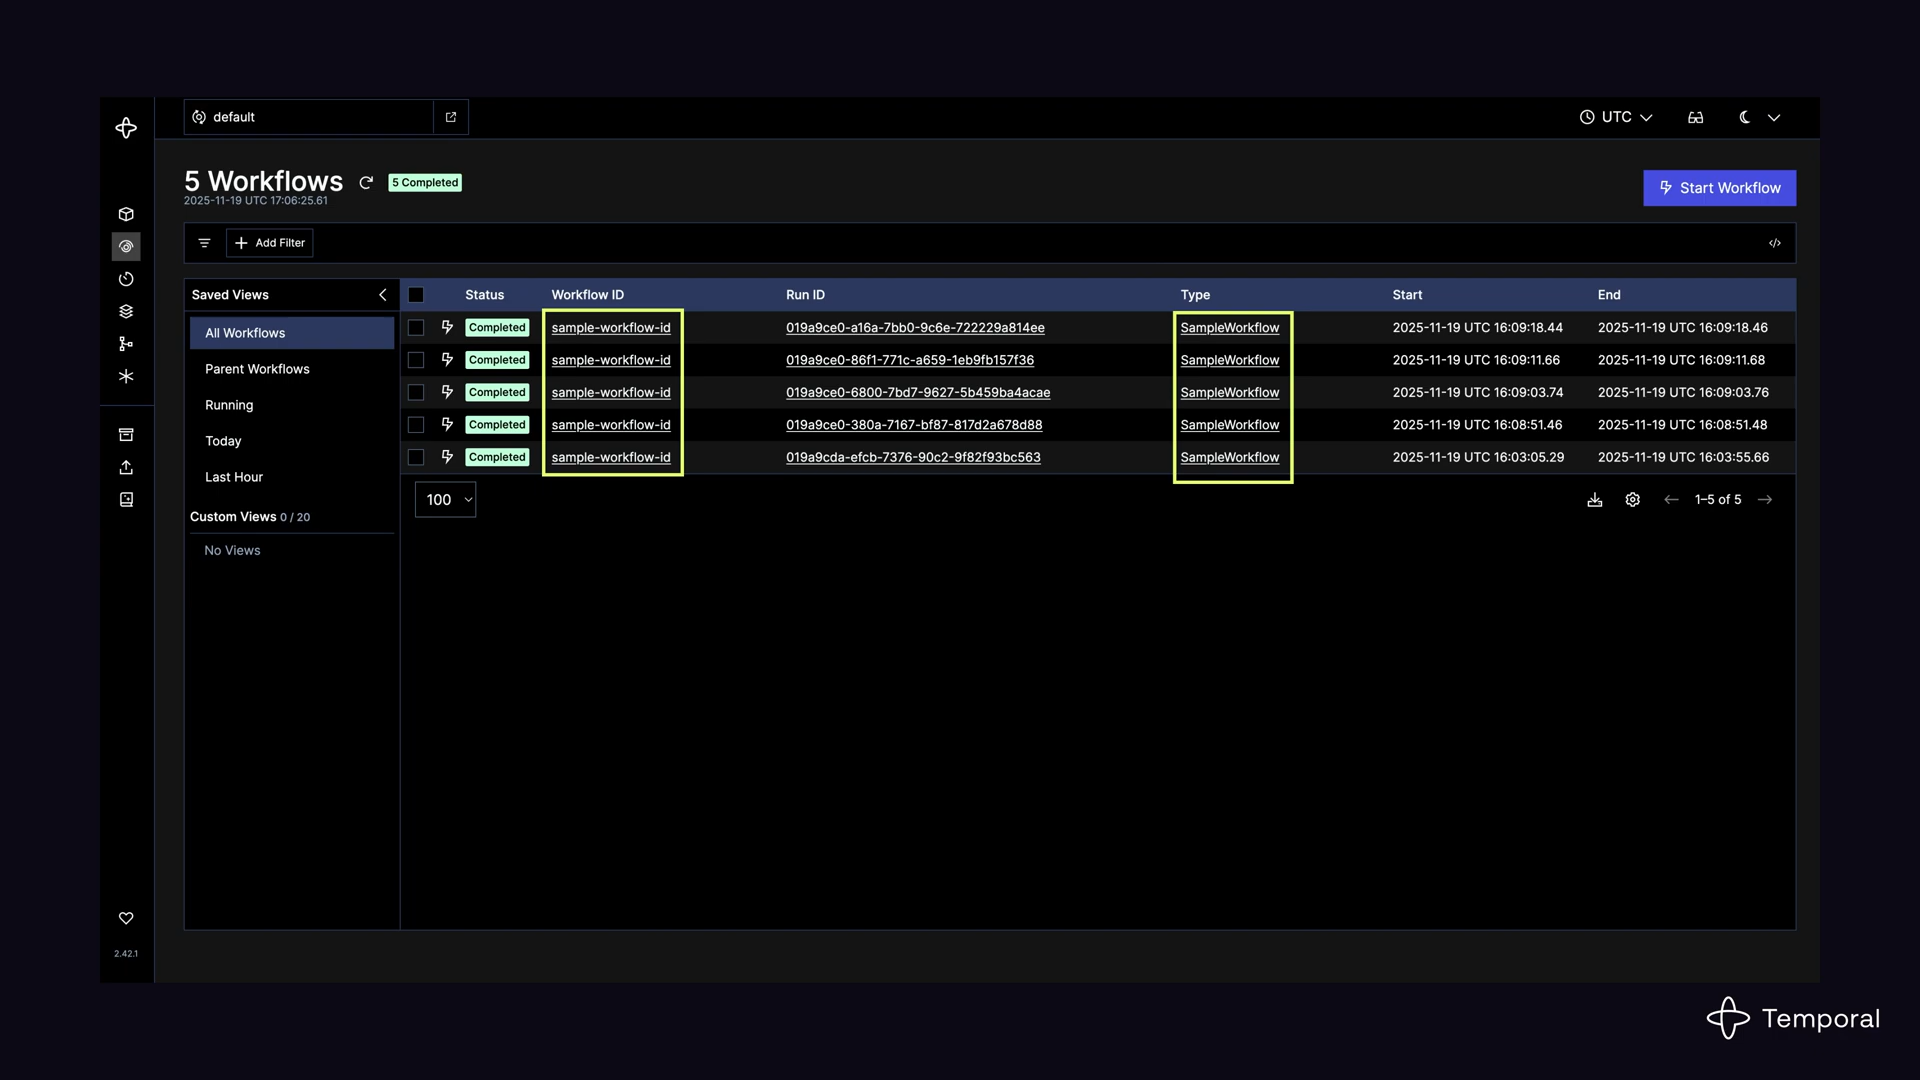 default
UTC
5 Workflows
5 Completed
2025-11-19 UTC 17:06:25.61
Start Workflow
Add Filter
Saved Views
All Workflows
Parent Workflows
Running
Today
Last Hour
Custom Views 0 / 20
No Views
Status Workflow ID Run ID Type Start End
Completed sample-workflow-id 019a9ce0-a16a-7bb0-9c6e-722229a814ee SampleWorkflow 2025-11-19 UTC 16:09:18.44 2025-11-19 UTC 16:09:18.46
Completed sample-workflow-id 019a9ce0-86f1-771c-a659-1eb9fb157f36 SampleWorkflow 2025-11-19 UTC 16:09:11.66 2025-11-19 UTC 16:09:11.68
Completed sample-workflow-id 019a9ce0-6800-7bd7-9627-5b459ba4acae SampleWorkflow 2025-11-19 UTC 16:09:03.74 2025-11-19 UTC 16:09:03.76
Completed sample-workflow-id 019a9ce0-380a-7167-bf87-817d2a678d88 SampleWorkflow 2025-11-19 UTC 16:08:51.46 2025-11-19 UTC 16:08:51.48
Completed sample-workflow-id 019a9cda-efcb-7376-90c2-9f82f93bc563 SampleWorkflow 2025-11-19 UTC 16:03:05.29 2025-11-19 UTC 16:03:55.66
100
1–5 of 5
2.42.1
Temporal